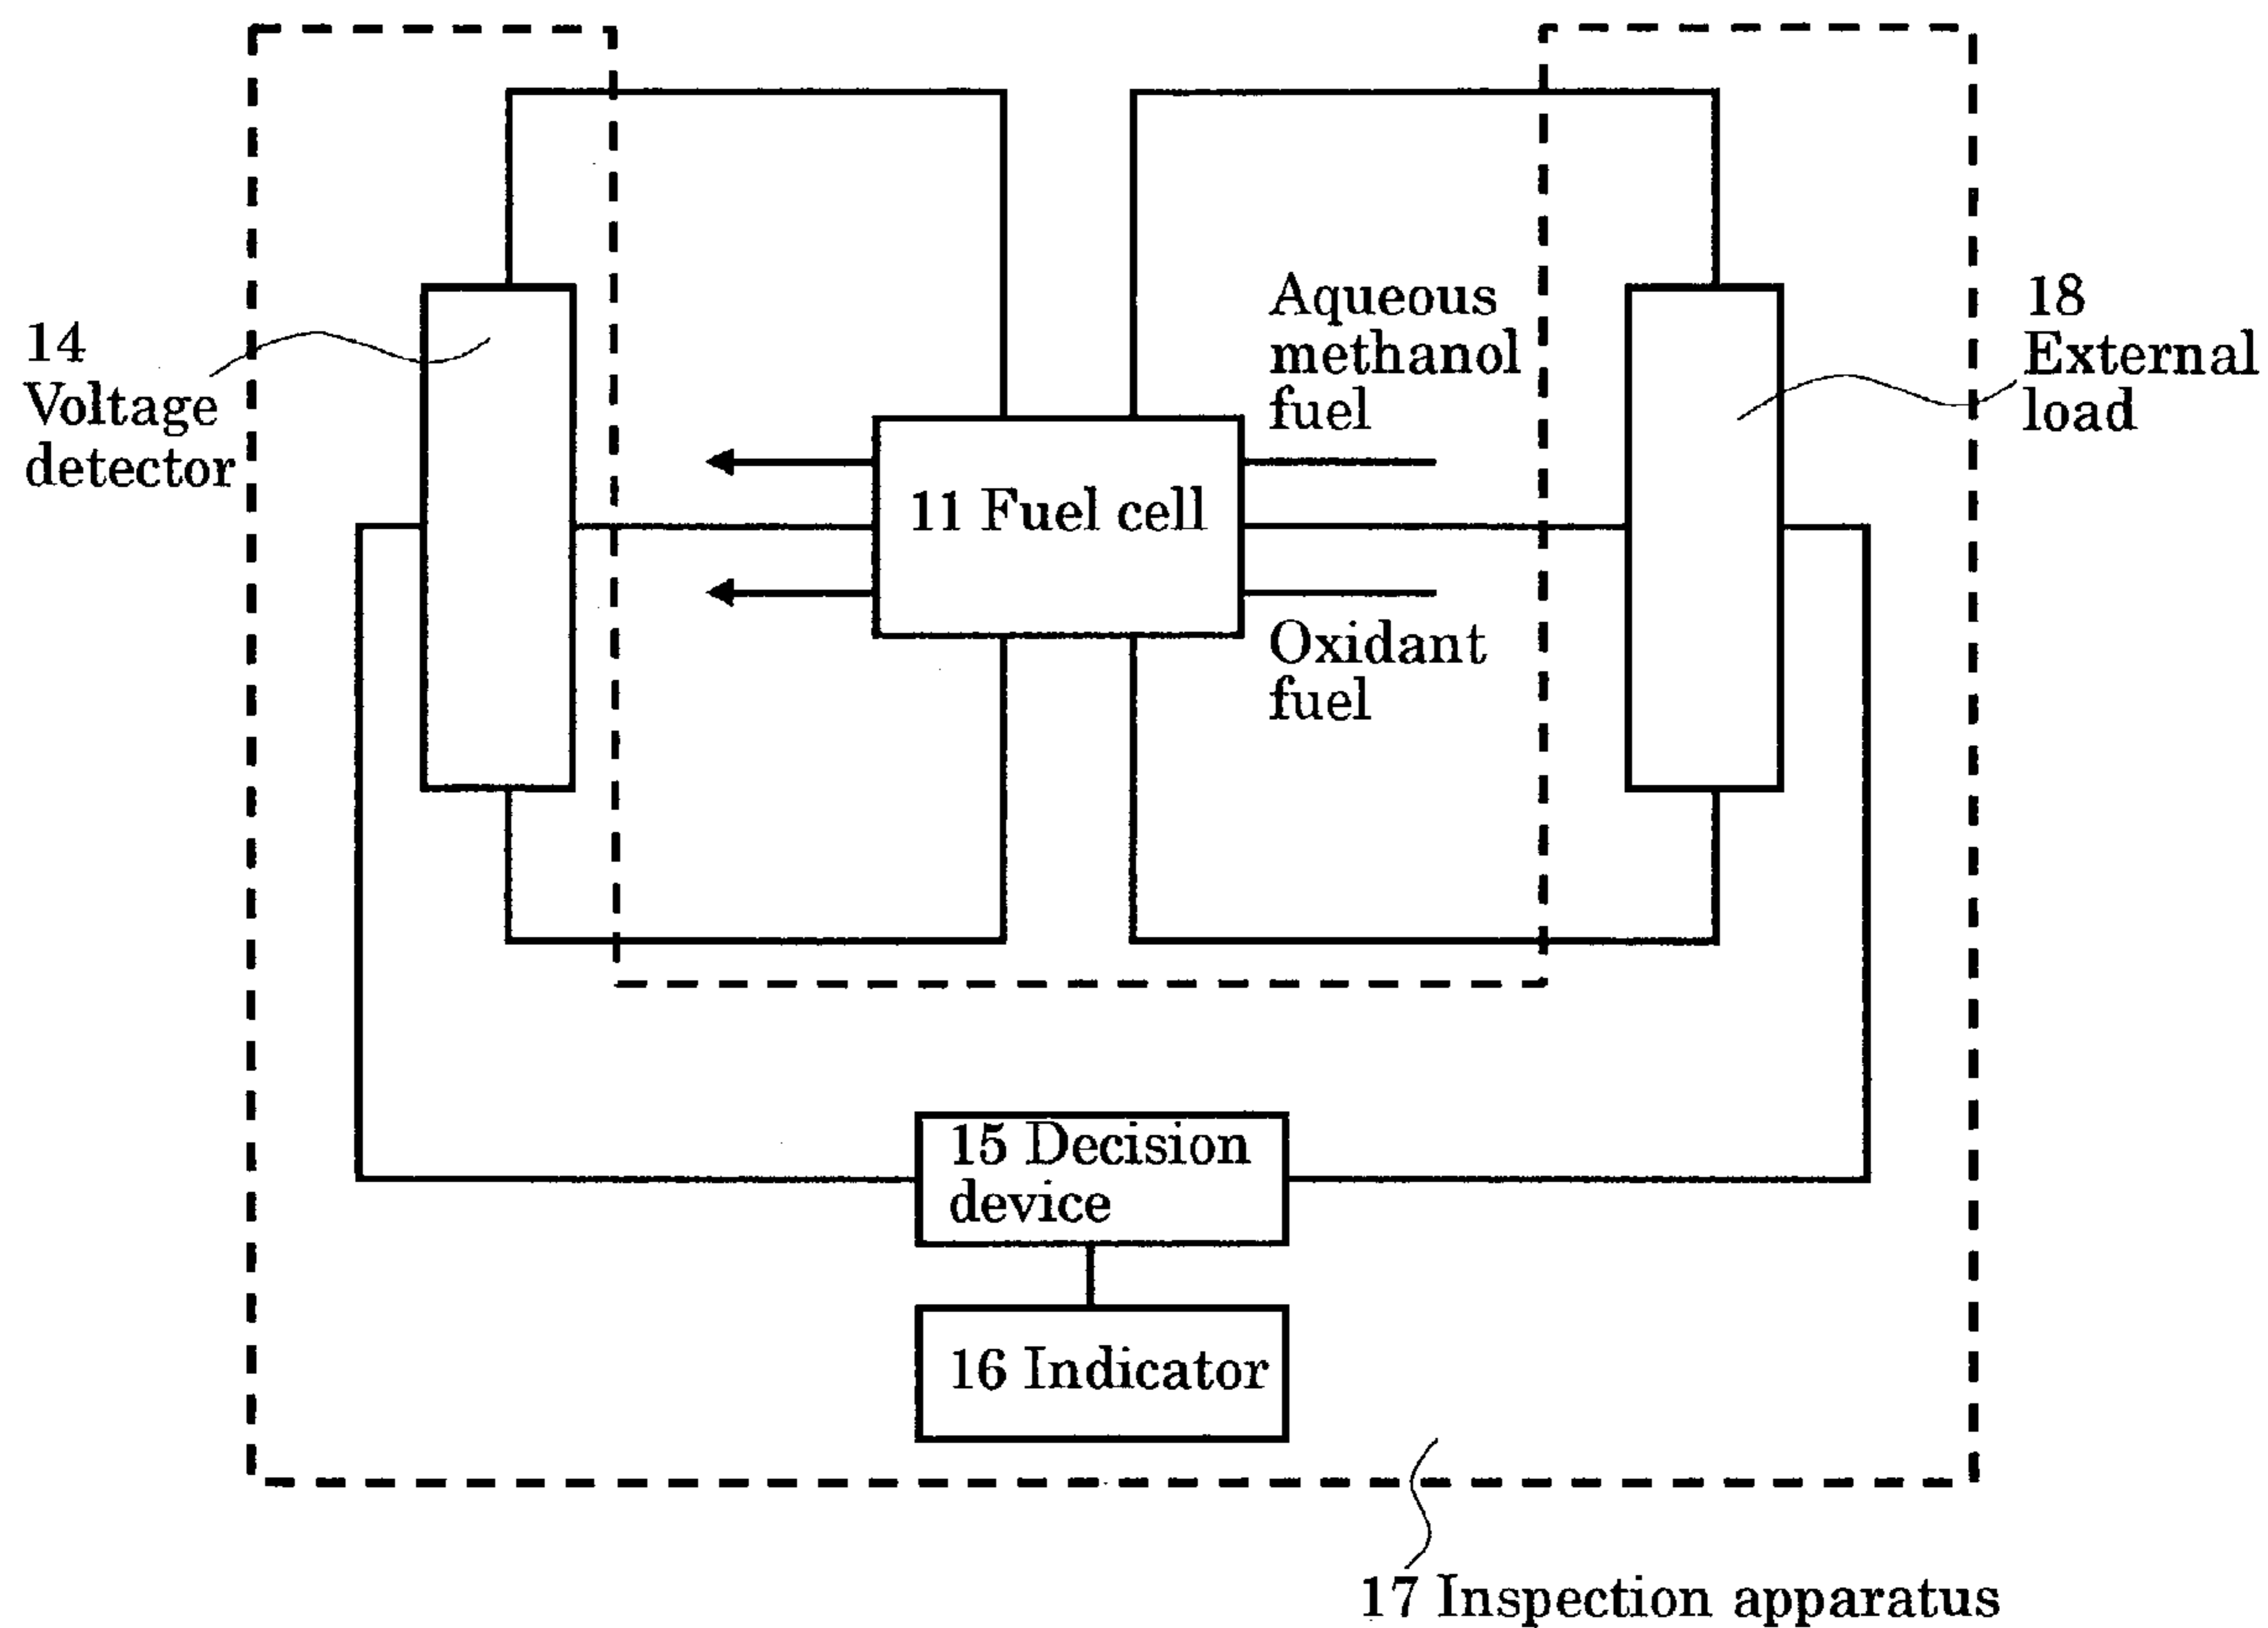 14
Voltage
detector
Aqueous
methanol
fuel
18
External
load
11 Fuel cell
Oxidant
fuel
15 Decision
device
16 Indicator
17 Inspection apparatus